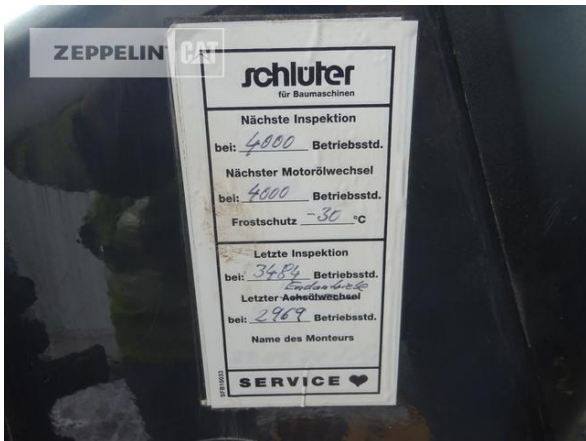 ZEPPELIN CAT
schlüter
für Baumaschinen
Nächste Inspektion
bei: 4000 Betriebsstd.
Nächster Motorölwechsel
bei: 4000 Betriebsstd.
Frostschutz -30 °C
Letzte Inspektion
bei: 3484 Betriebsstd.
Endantriebe
Letzter Achsölwechsel
bei: 2969 Betriebsstd.
Name des Monteurs
SERVICE
SFB10033